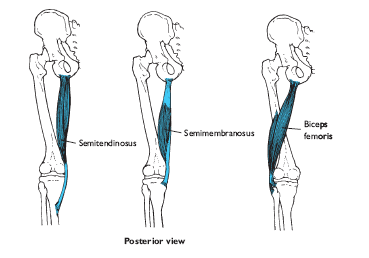 Semitendinosus
Semimembranosus
Biceps
femoris
Posterior view